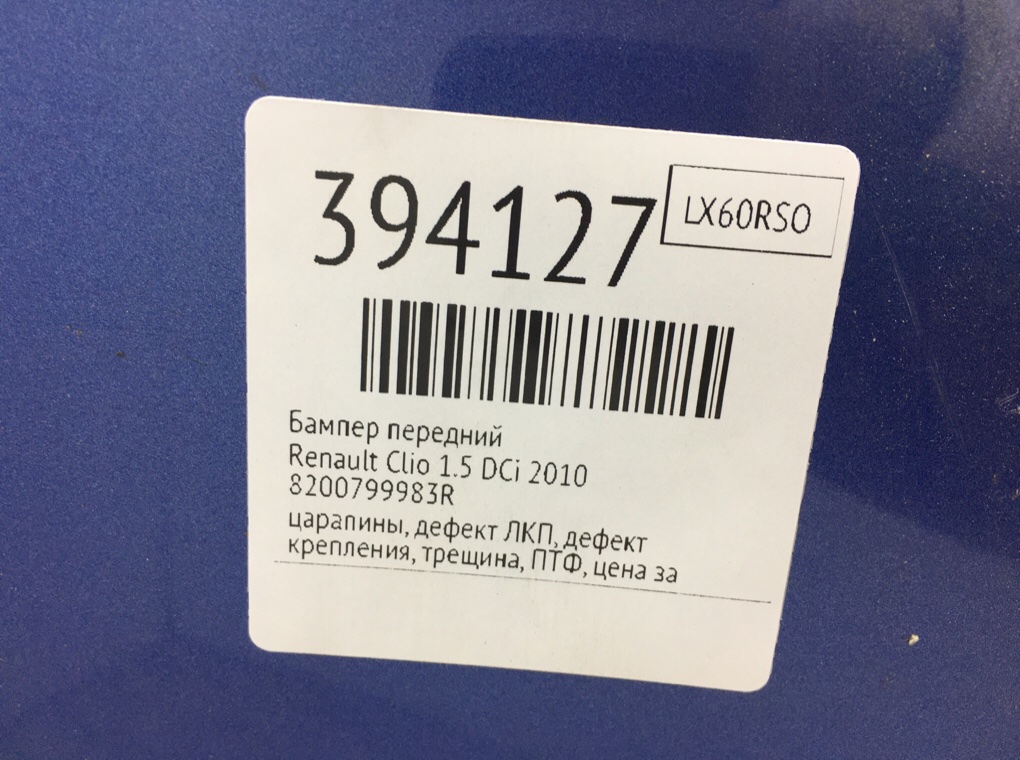 394127
LX60RSO
Бампер передний
Renault Clio 1.5 DCi 2010
8200799983R
царапины, дефект ЛКП, дефект
крепления, трещина, ПТФ, цена за